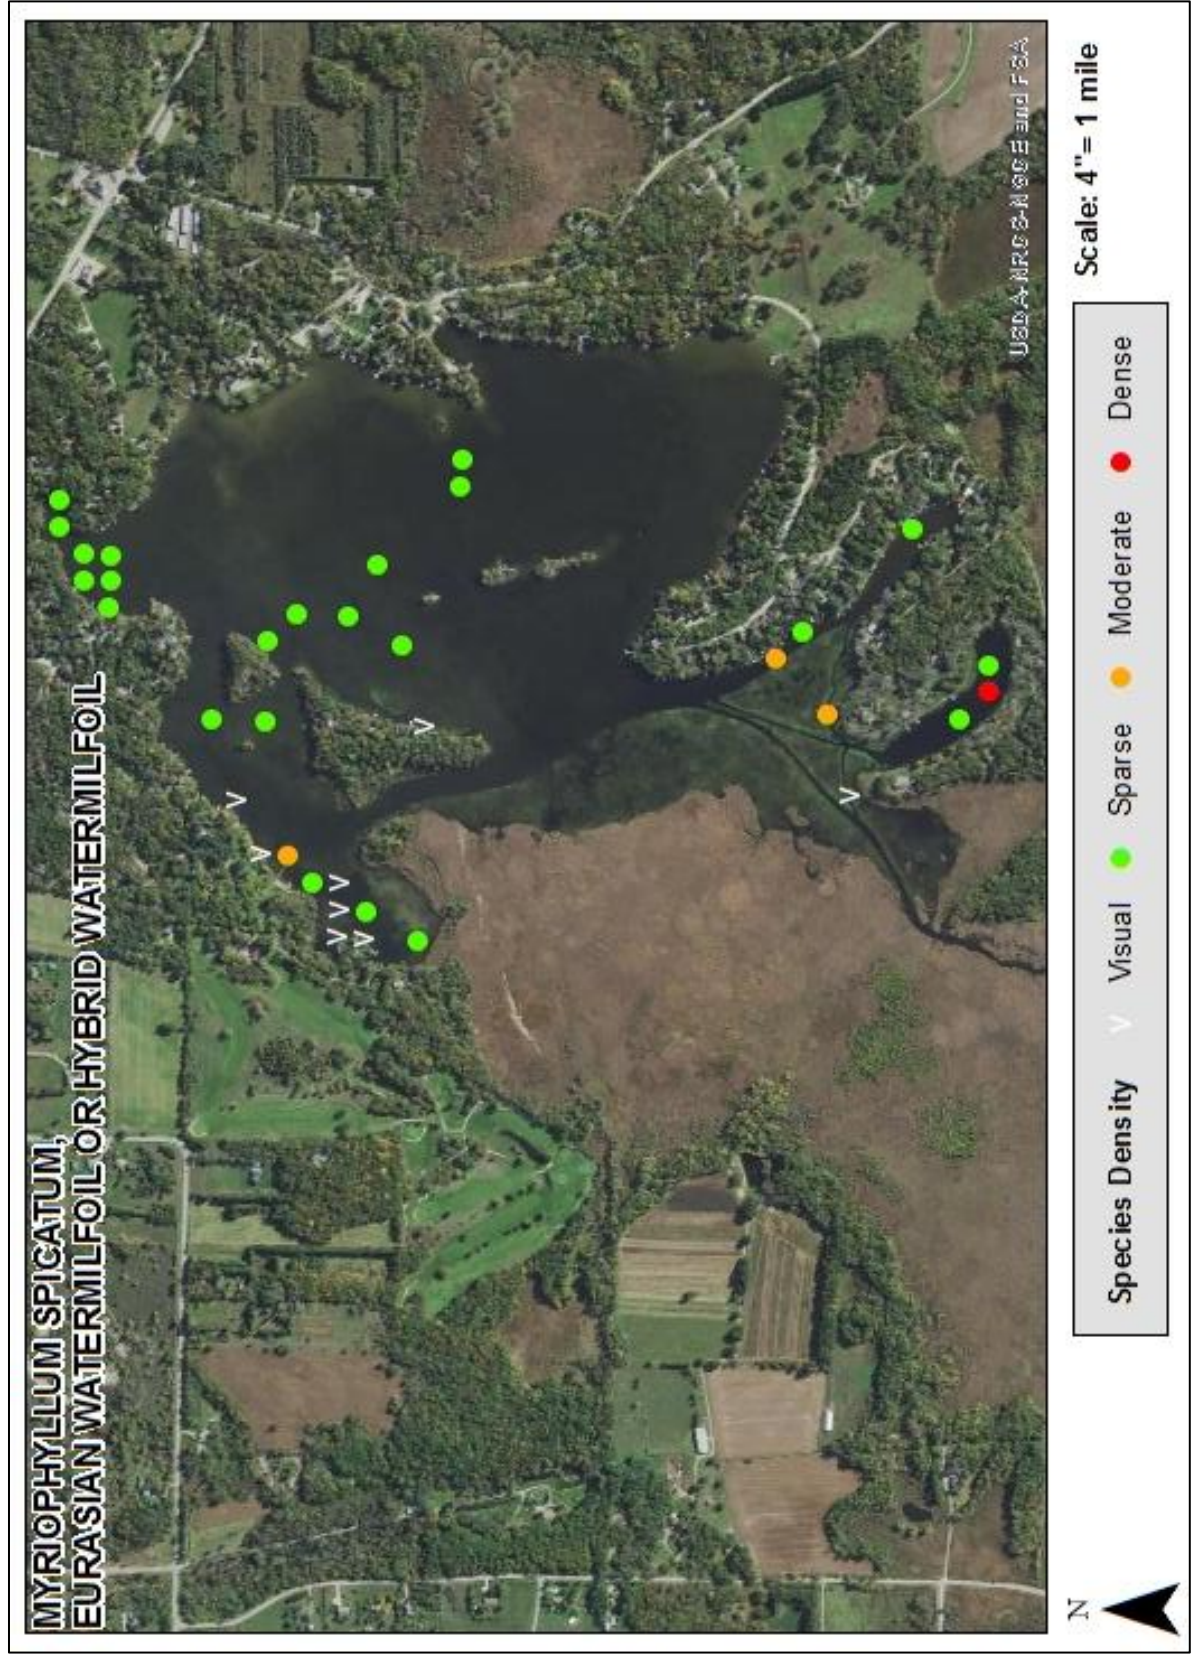 MYRIOPHYLLUM SPICATUM,
EURASIAN WATERMILFOIL OR HYBRID WATERMILFOIL
USDA-NRCS-NGCE and FSA
N
Species Density V Visual Sparse Moderate Dense
Scale: 4"= 1 mile
V
V
V
V
V
V
V
V